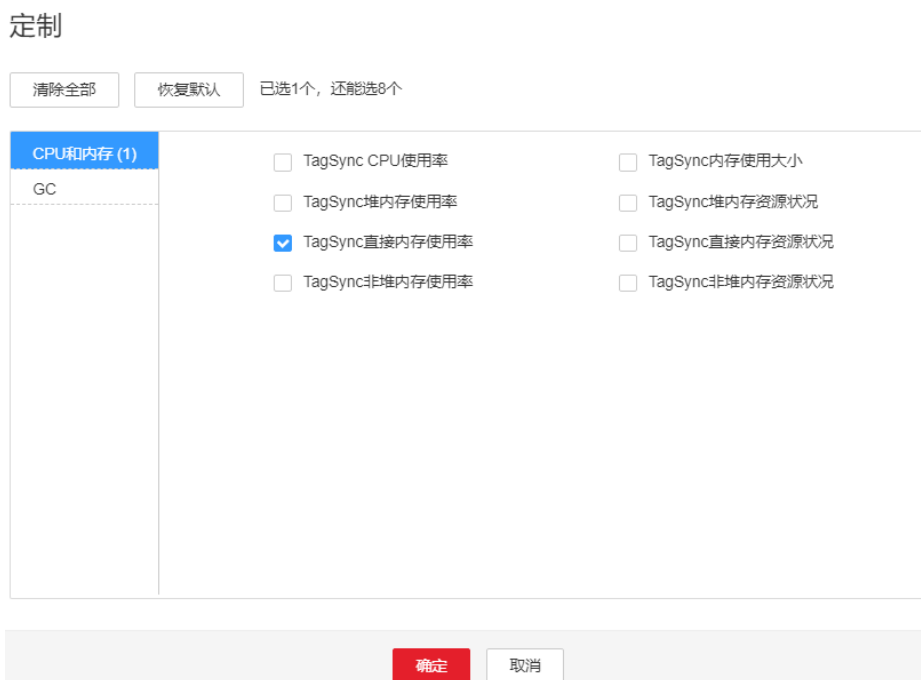 定制
清除全部 恢复默认 已选1个，还能选8个
CPU和内存 (1)
GC
TagSync CPU使用率 TagSync内存使用大小
TagSync堆内存使用率 TagSync堆内存资源状况
TagSync直接内存使用率 TagSync直接内存资源状况
TagSync非堆内存使用率 TagSync非堆内存资源状况
确定 取消